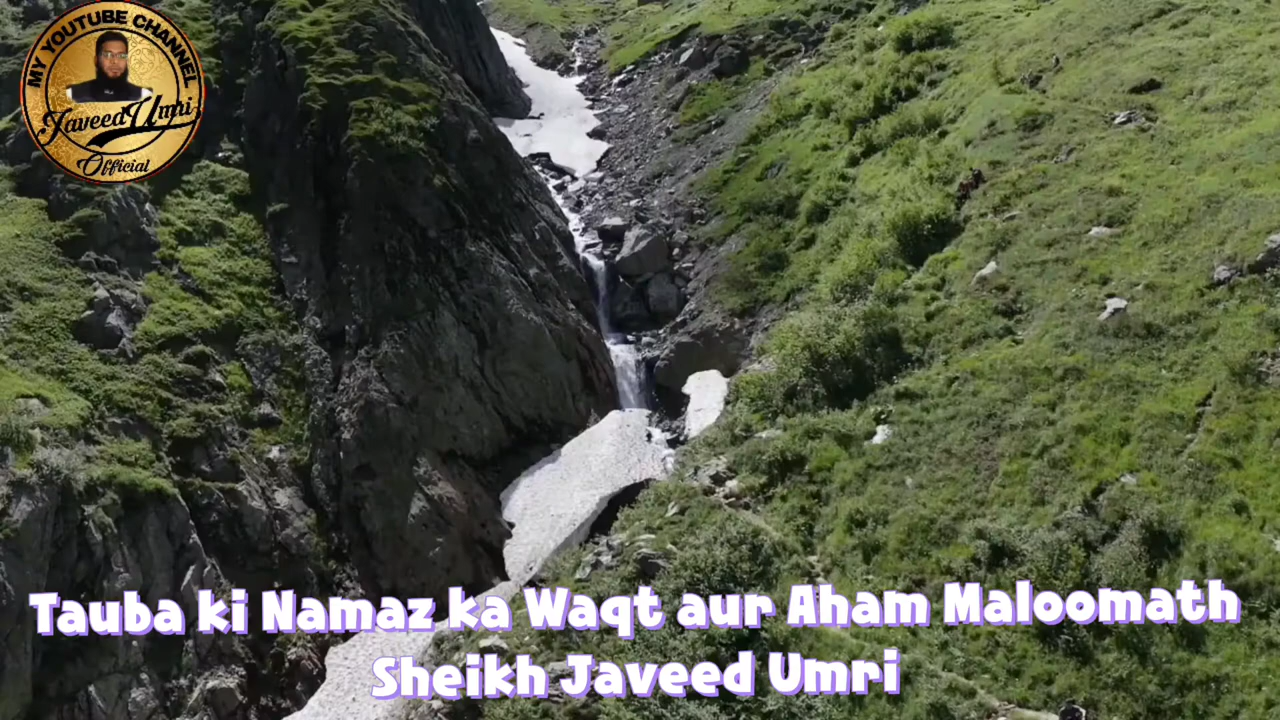 MY YOUTUBE CHANNEL
Javeed Umri
Official
Tauba ki Namaz ka Waqt aur Aham Maloomath
Sheikh Javeed Umri